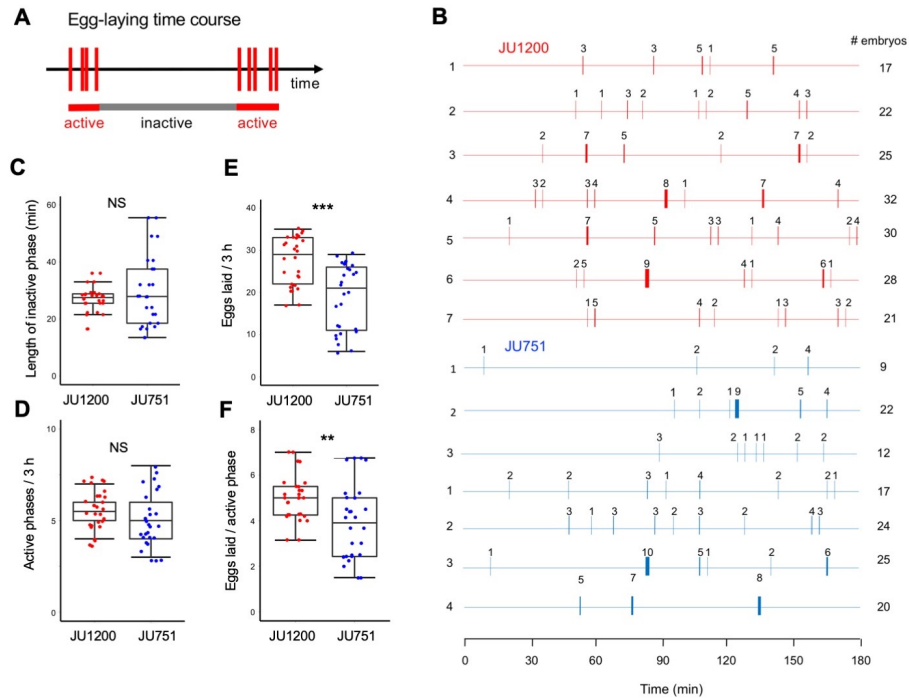 A
Egg-laying time course
time
active inactive active
B
# embryos
JU1200
3 3 5 1 5
1 17
1 1 3 2 1 2 5 4 3
2 22
2 7 5 2 7 2
3 25
3 2 3 4 8 1 7 4
4 32
1 7 5 3 3 1 4 2 4
5 30
2 5 9 4 1 6 1
6 28
1 5 4 2 1 3 3 2
7 21
JU751
1 2 2 4
1 9
1 2 1 9 5 4
2 22
3 2 1 1 1 2 2
3 12
2 2 3 1 4 2 2 1
1 17
3 1 3 3 2 3 2 4 3
2 24
1 10 5 1 2 6
3 25
5 7 8
4 20
0 30 60 90 120 150 180
Time (min)
C
Length of inactive phase (min)
60
40
20
0
NS
JU1200 JU751
E
Eggs laid / 3 h
40
30
20
10
0
***
JU1200 JU751
D
Active phases / 3 h
10
5
0
NS
JU1200 JU751
F
Eggs laid / active phase
8
6
4
2
0
**
JU1200 JU751